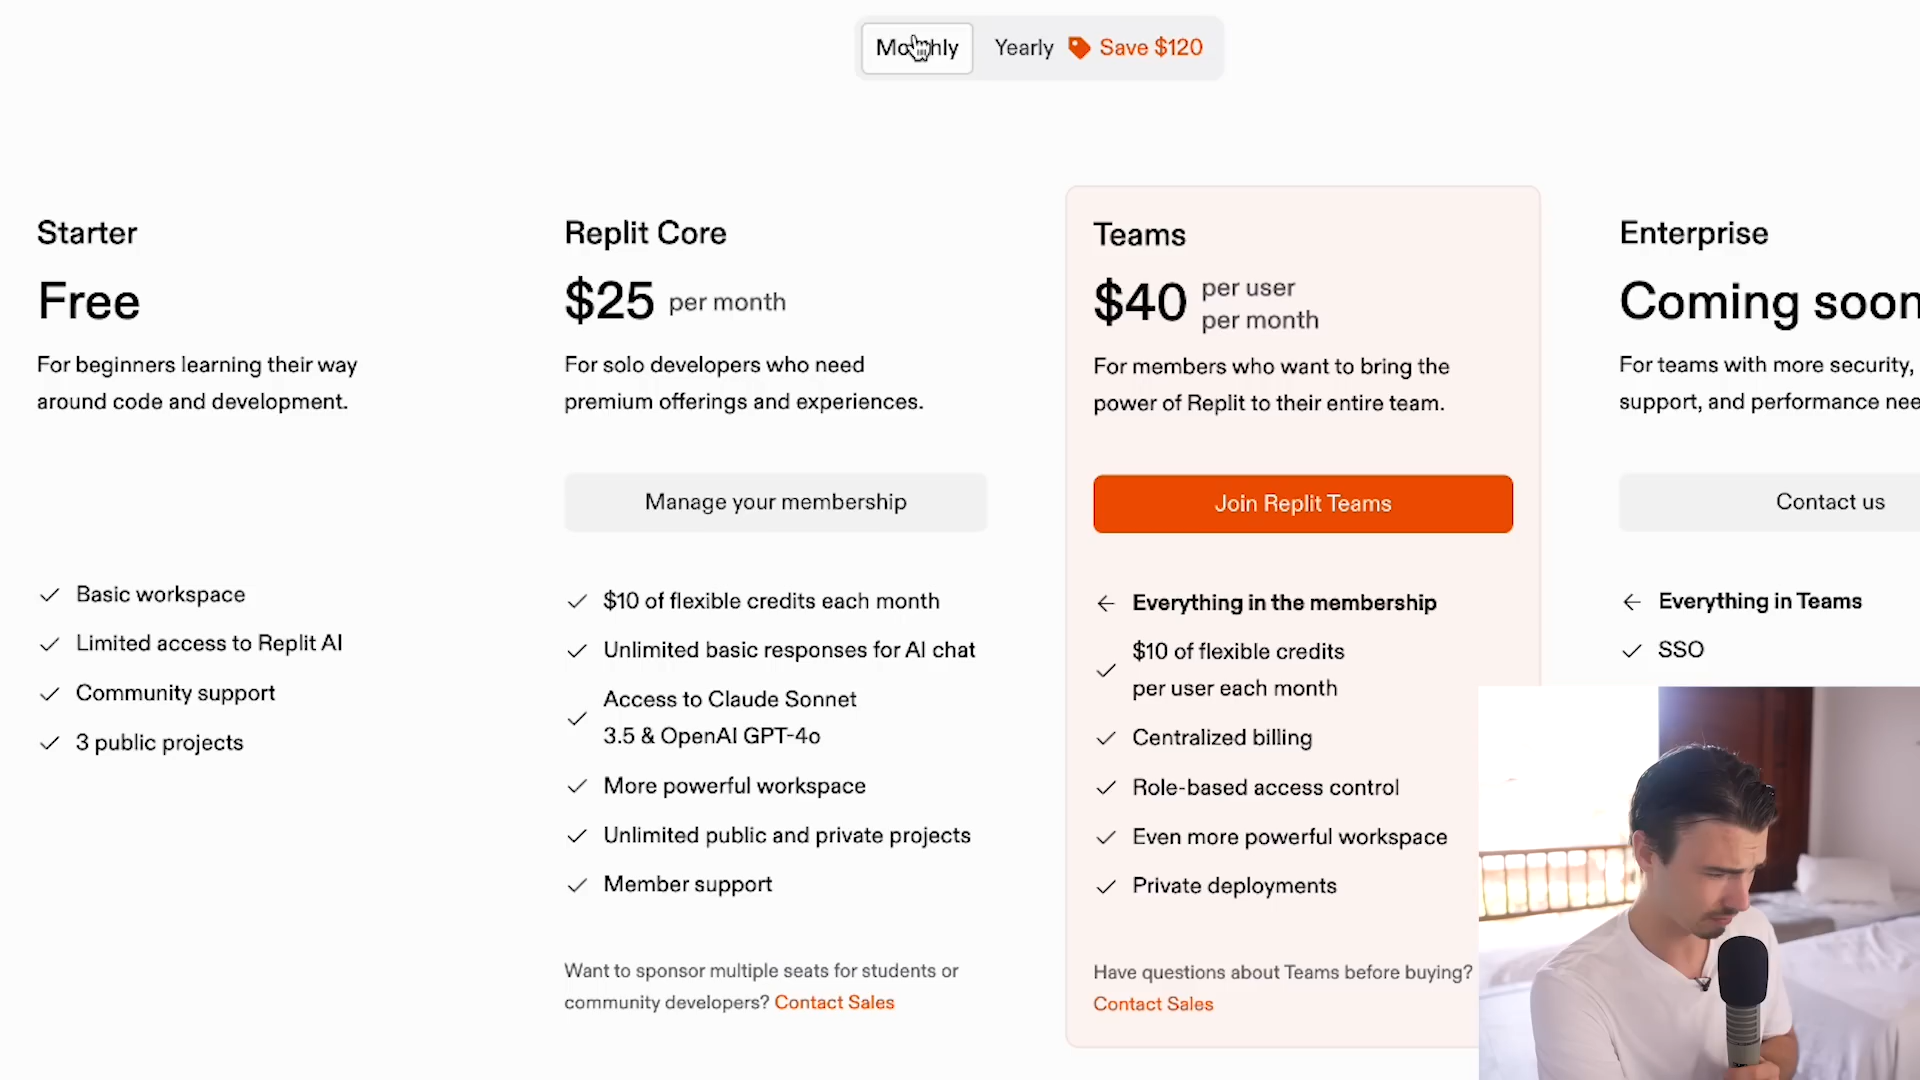 Monthly Yearly Save $120
Starter
Free
For beginners learning their way
around code and development.
Basic workspace
Limited access to Replit AI
Community support
3 public projects
Replit Core
$25 per month
For solo developers who need
premium offerings and experiences.
Manage your membership
$10 of flexible credits each month
Unlimited basic responses for AI chat
Access to Claude Sonnet
3.5 & OpenAI GPT-4o
More powerful workspace
Unlimited public and private projects
Member support
Want to sponsor multiple seats for students or
community developers? Contact Sales
Teams
$40 per user
per month
For members who want to bring the
power of Replit to their entire team.
Join Replit Teams
Everything in the membership
$10 of flexible credits
per user each month
Centralized billing
Role-based access control
Even more powerful workspace
Private deployments
Have questions about Teams before buying?
Contact Sales
Enterprise
Coming soon
For teams with more security,
support, and performance nee
Contact us
Everything in Teams
SSO